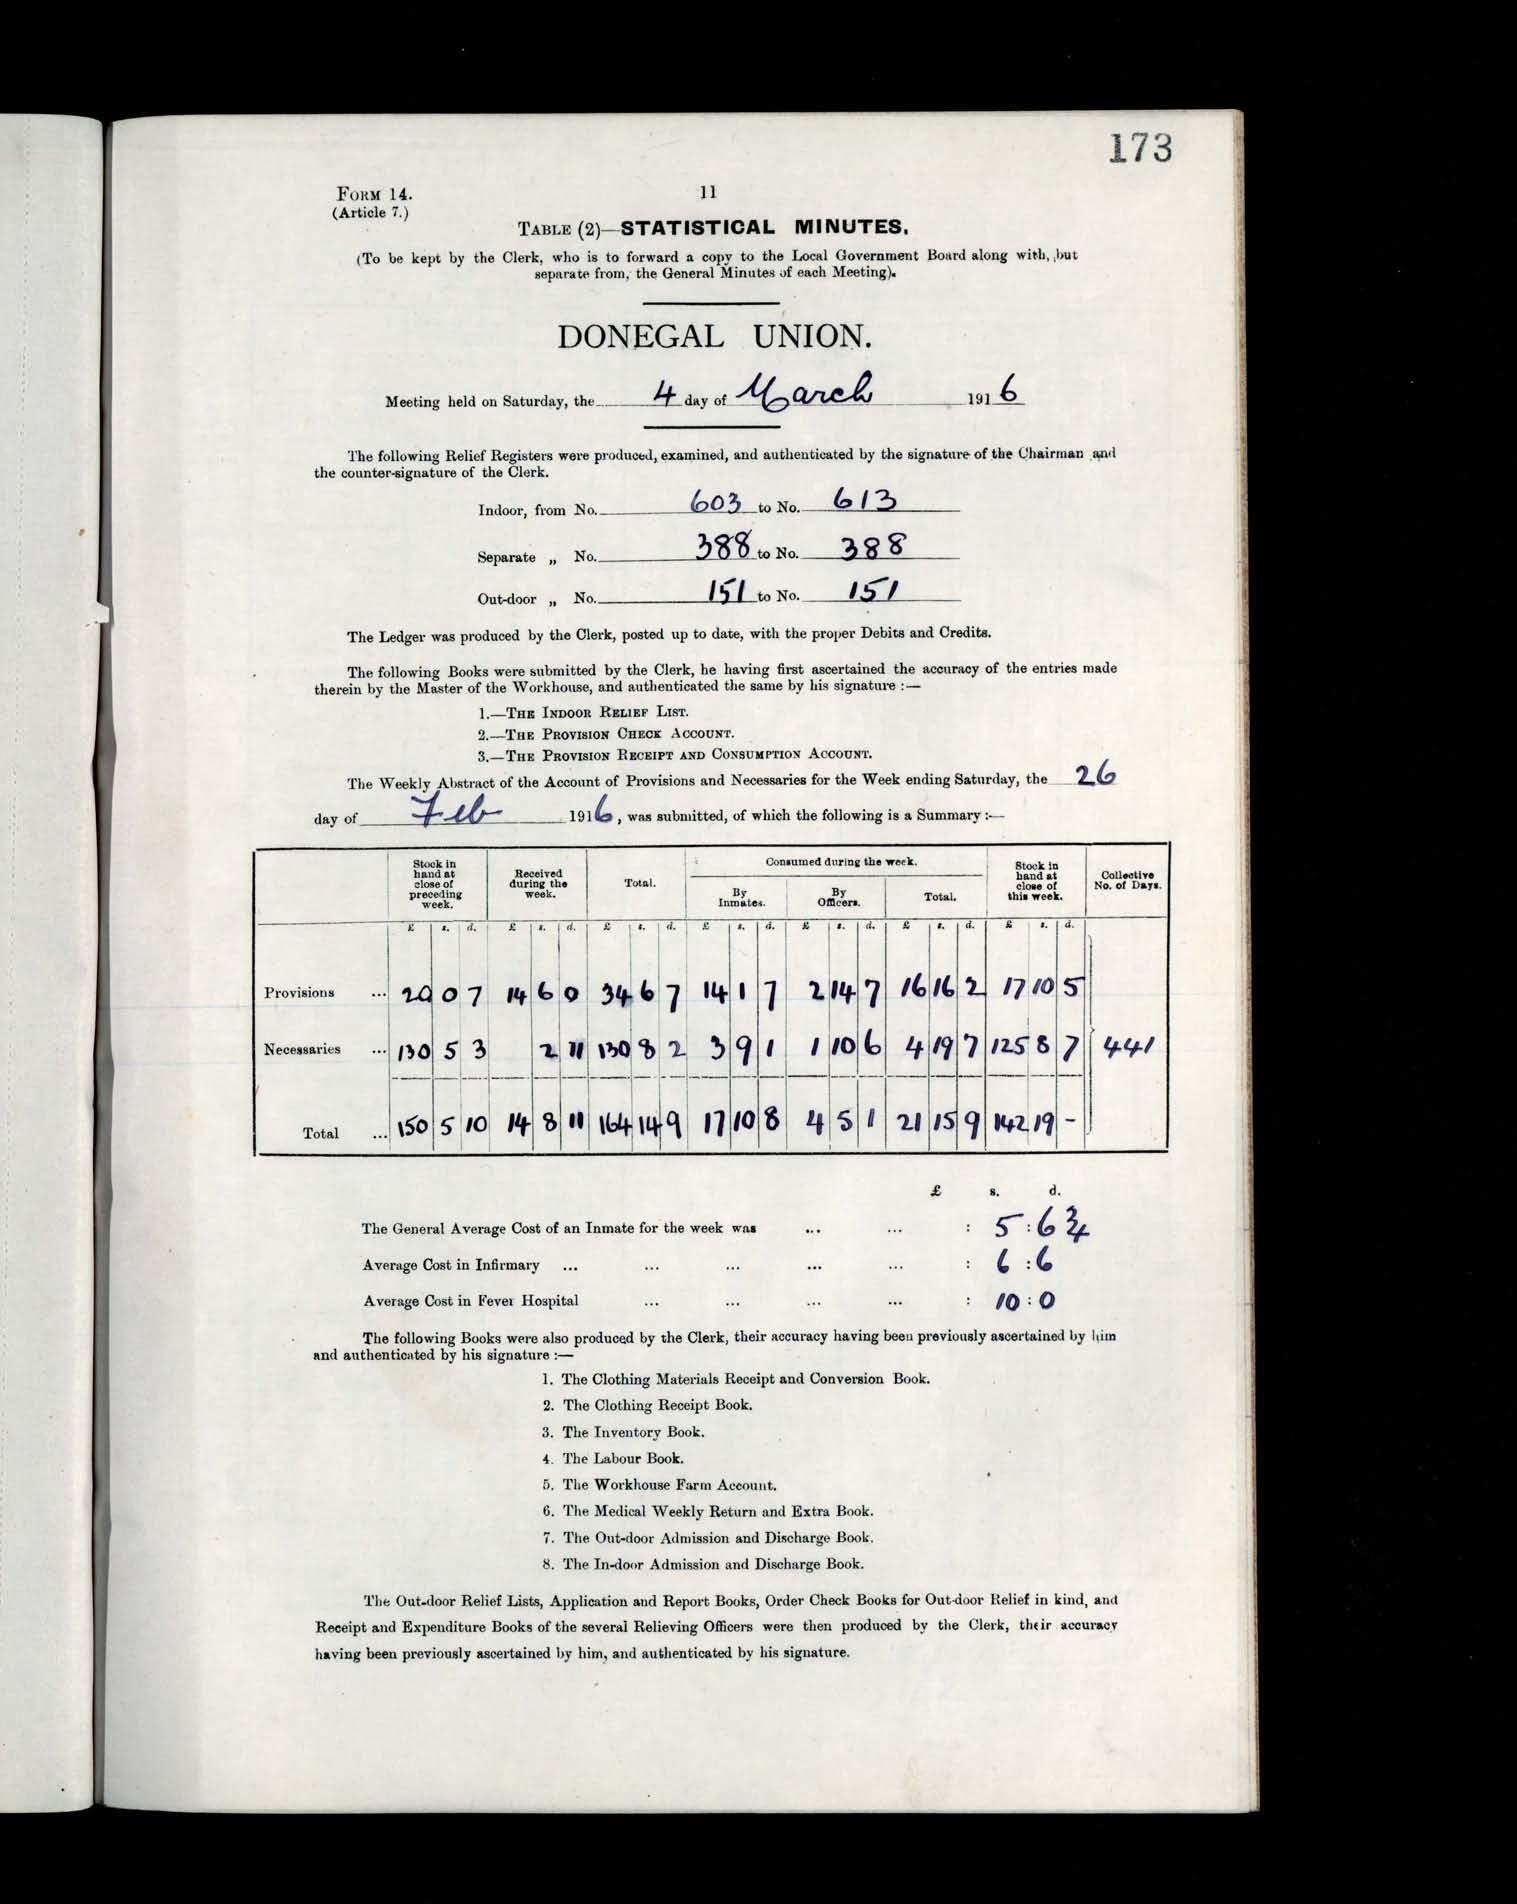 173
FORM 14.
(Article 7.)
11
TABLE (2)—STATISTICAL MINUTES.
(To be kept by the Clerk, who is to forward a copy to the Local Government Board along with, but
separate from, the General Minutes of each Meeting).
DONEGAL UNION.
Meeting held on Saturday, the 4 day of March 1916
The following Relief Registers were produced, examined, and authenticated by the signature of the Chairman and
the counter-signature of the Clerk.
Indoor, from No. 603 to No. 613
Separate „ No. 388 to No. 388
Out-door „ No. 151 to No. 151
The Ledger was produced by the Clerk, posted up to date, with the proper Debits and Credits.
The following Books were submitted by the Clerk, he having first ascertained the accuracy of the entries made
therein by the Master of the Workhouse, and authenticated the same by his signature :—
1.—THE INDOOR RELIEF LIST.
2.—THE PROVISION CHECK ACCOUNT.
3.—THE PROVISION RECEIPT AND CONSUMPTION ACCOUNT.
The Weekly Abstract of the Account of Provisions and Necessaries for the Week ending Saturday, the 26
day of Feb 1916, was submitted, of which the following is a Summary :—
Stock in hand at close of preceding week. Received during the week. Total. Consumed during the week. By Inmates. By Officers. Total. Stock in hand at close of this week. Collective No. of Days.
£ s. d. £ s. d. £ s. d. £ s. d. £ s. d. £ s. d. £ s. d.
Provisions ... 20 0 7 14 6 0 34 6 7 14 1 7 2 14 7 16 16 2 17 10 5
Necessaries ... 130 5 3 2 11 130 8 2 3 9 1 1 10 6 4 19 7 125 8 7 441
Total ... 150 5 10 14 8 11 164 14 9 17 10 8 4 5 1 21 15 9 142 19 -
£ s. d.
The General Average Cost of an Inmate for the week was ... ... : 5 : 6 3/4
Average Cost in Infirmary ... ... ... ... ... : 6 : 6
Average Cost in Fever Hospital ... ... ... ... : 10 : 0
The following Books were also produced by the Clerk, their accuracy having been previously ascertained by him
and authenticated by his signature :—
1. The Clothing Materials Receipt and Conversion Book.
2. The Clothing Receipt Book.
3. The Inventory Book.
4. The Labour Book.
5. The Workhouse Farm Account.
6. The Medical Weekly Return and Extra Book.
7. The Out-door Admission and Discharge Book.
8. The In-door Admission and Discharge Book.
The Out-door Relief Lists, Application and Report Books, Order Check Books for Out-door Relief in kind, and
Receipt and Expenditure Books of the several Relieving Officers were then produced by the Clerk, their accuracy
having been previously ascertained by him, and authenticated by his signature.